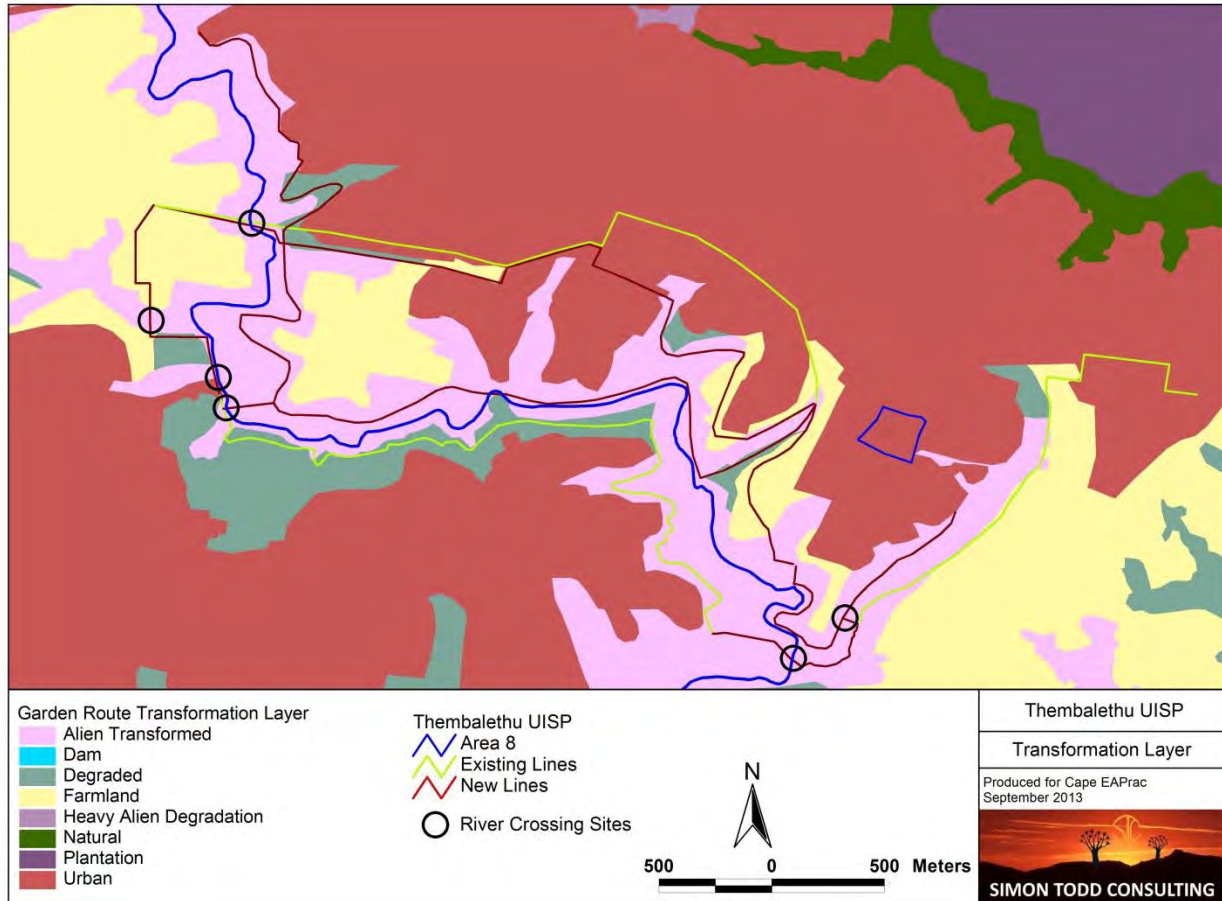 Garden Route Transformation Layer
Alien Transformed
Dam
Degraded
Farmland
Heavy Alien Degradation
Natural
Plantation
Urban
Thembalethu UISP
Area 8
Existing Lines
New Lines
River Crossing Sites
N
500 0 500 Meters
Thembalethu UISP
Transformation Layer
Produced for Cape EAPrac
September 2013
SIMON TODD CONSULTING